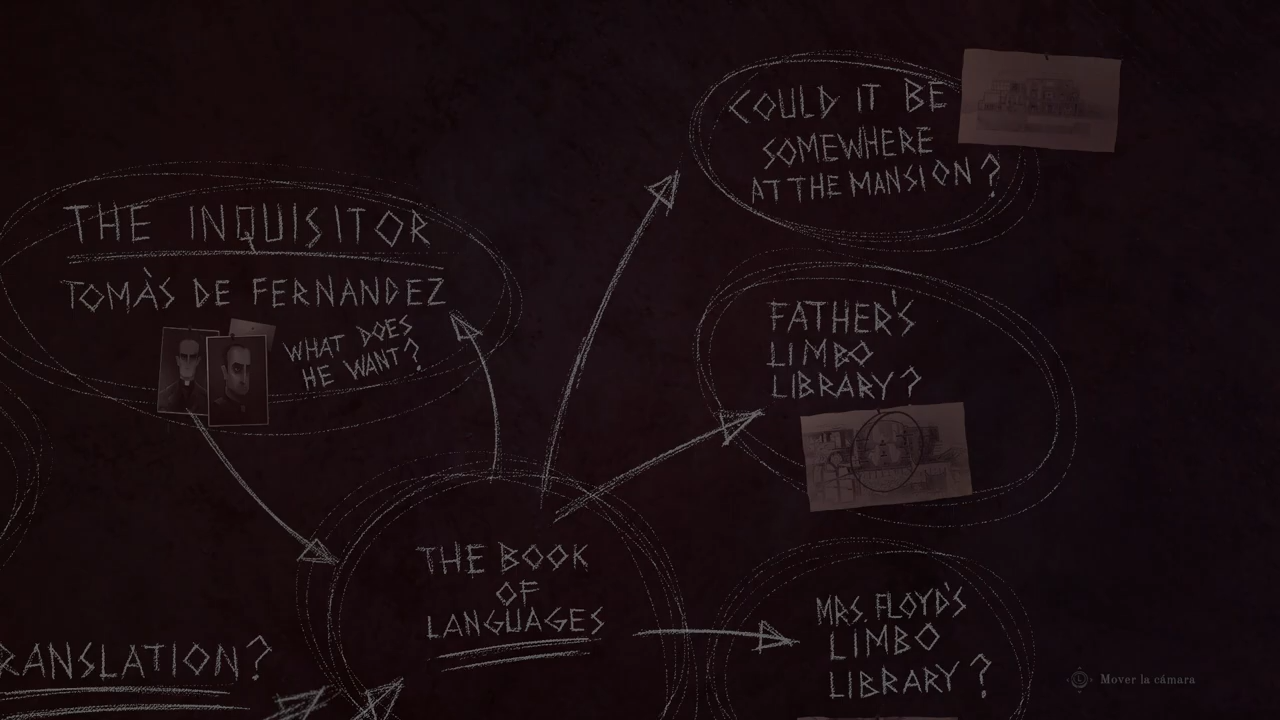 COULD IT BE
SOMEWHERE
AT THE MANSION?
THE INQUISITOR
TOMÀS DE FERNANDEZ
WHAT DOES
HE WANT?
FATHER'S
LIMBO
LIBRARY?
THE BOOK
OF
LANGUAGES
MRS. FLOYD'S
LIMBO
LIBRARY?
RANSLATION?
L
Mover la cámara